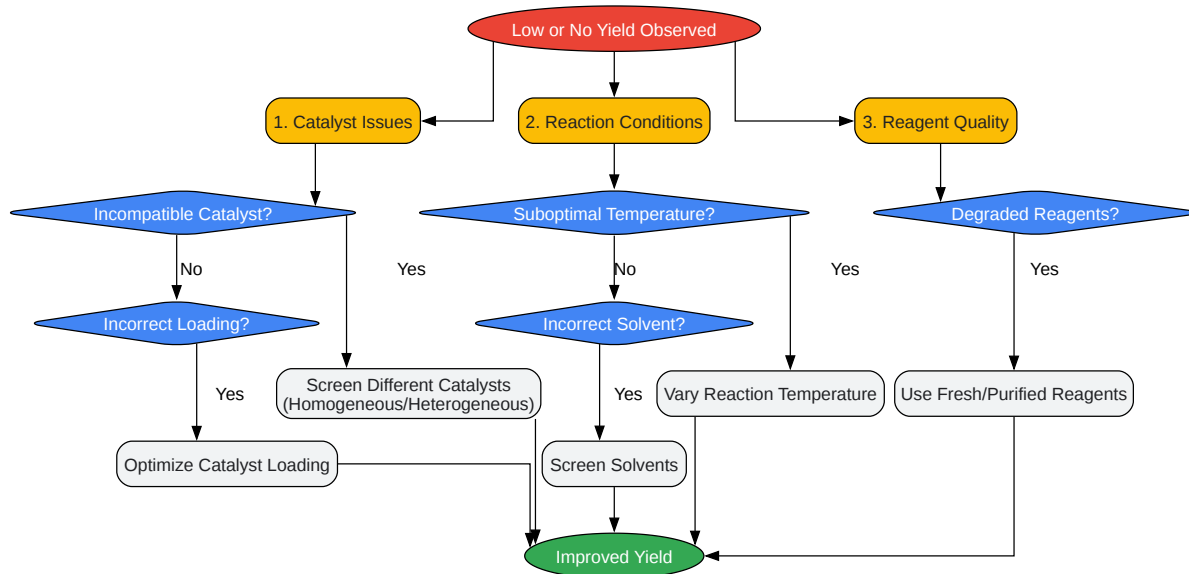 Low or No Yield Observed
1. Catalyst Issues
2. Reaction Conditions
3. Reagent Quality
Incompatible Catalyst?
Suboptimal Temperature?
Degraded Reagents?
No
Yes
No
Yes
Yes
Incorrect Loading?
Incorrect Solvent?
Yes
Screen Different Catalysts
(Homogeneous/Heterogeneous)
Yes
Vary Reaction Temperature
Use Fresh/Purified Reagents
Optimize Catalyst Loading
Screen Solvents
Improved Yield